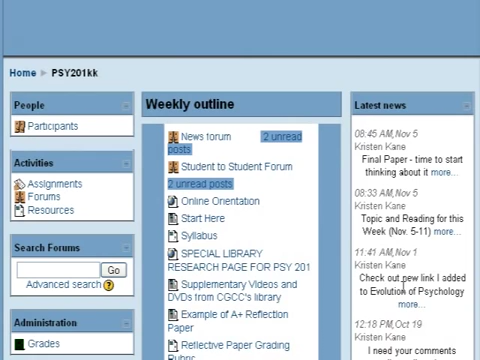 Home ► PSY201kk
People
Participants
Activities
Assignments
Forums
Resources
Search Forums
Go
Advanced search ?
Administration
Grades
Weekly outline
News forum 2 unread
posts
Student to Student Forum
2 unread posts
Online Orientation
Start Here
Syllabus
SPECIAL LIBRARY
RESEARCH PAGE FOR PSY 201
Supplementary Videos and
DVDs from CGCC's library
Example of A+ Reflection
Paper
Reflective Paper Grading
Rubric
Latest news
08:45 AM, Nov 5
Kristen Kane
Final Paper - time to start
thinking about it more...
08:33 AM, Nov 5
Kristen Kane
Topic and Reading for this
Week (Nov. 5-11) more...
11:41 AM, Nov 1
Kristen Kane
Check out new link I added
to Evolution of Psychology
more...
12:18 PM, Oct 19
Kristen Kane
I need your comments